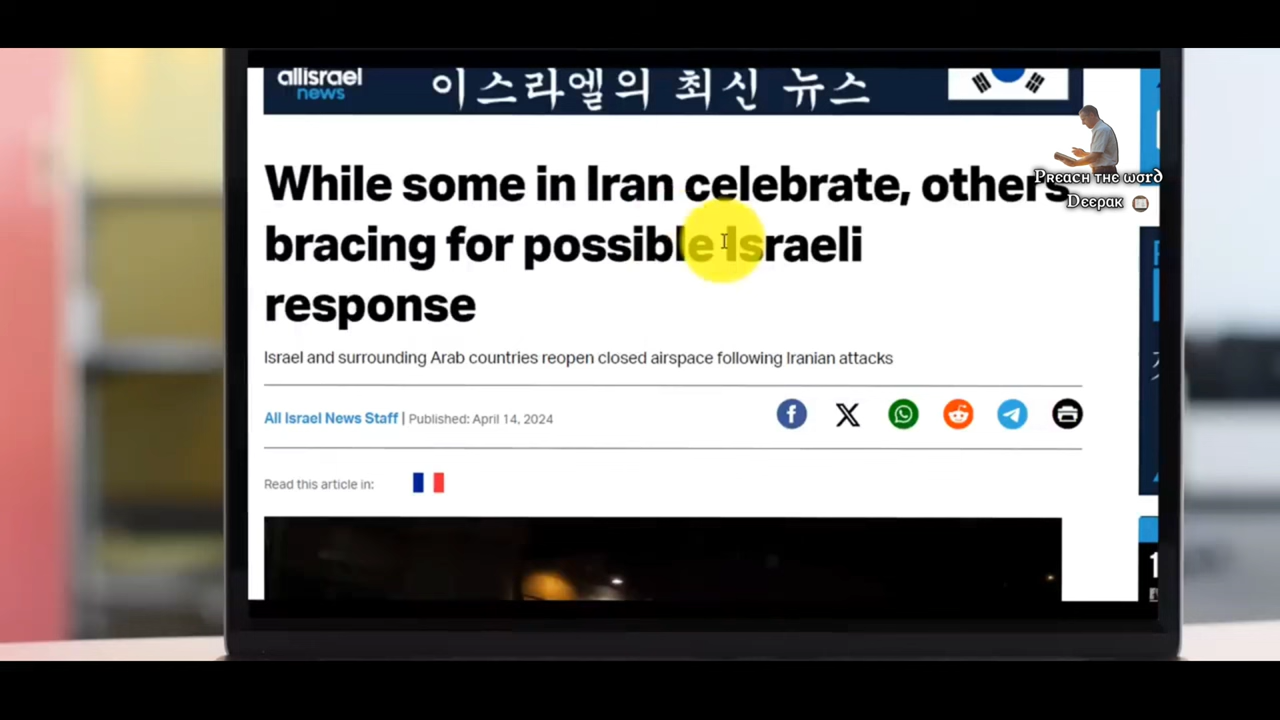 allisrael
news
이스라엘의 최신 뉴스
Preach the word
Deepak
While some in Iran celebrate, others
bracing for possible Israeli
response
Israel and surrounding Arab countries reopen closed airspace following Iranian attacks
All Israel News Staff | Published: April 14, 2024
Read this article in: